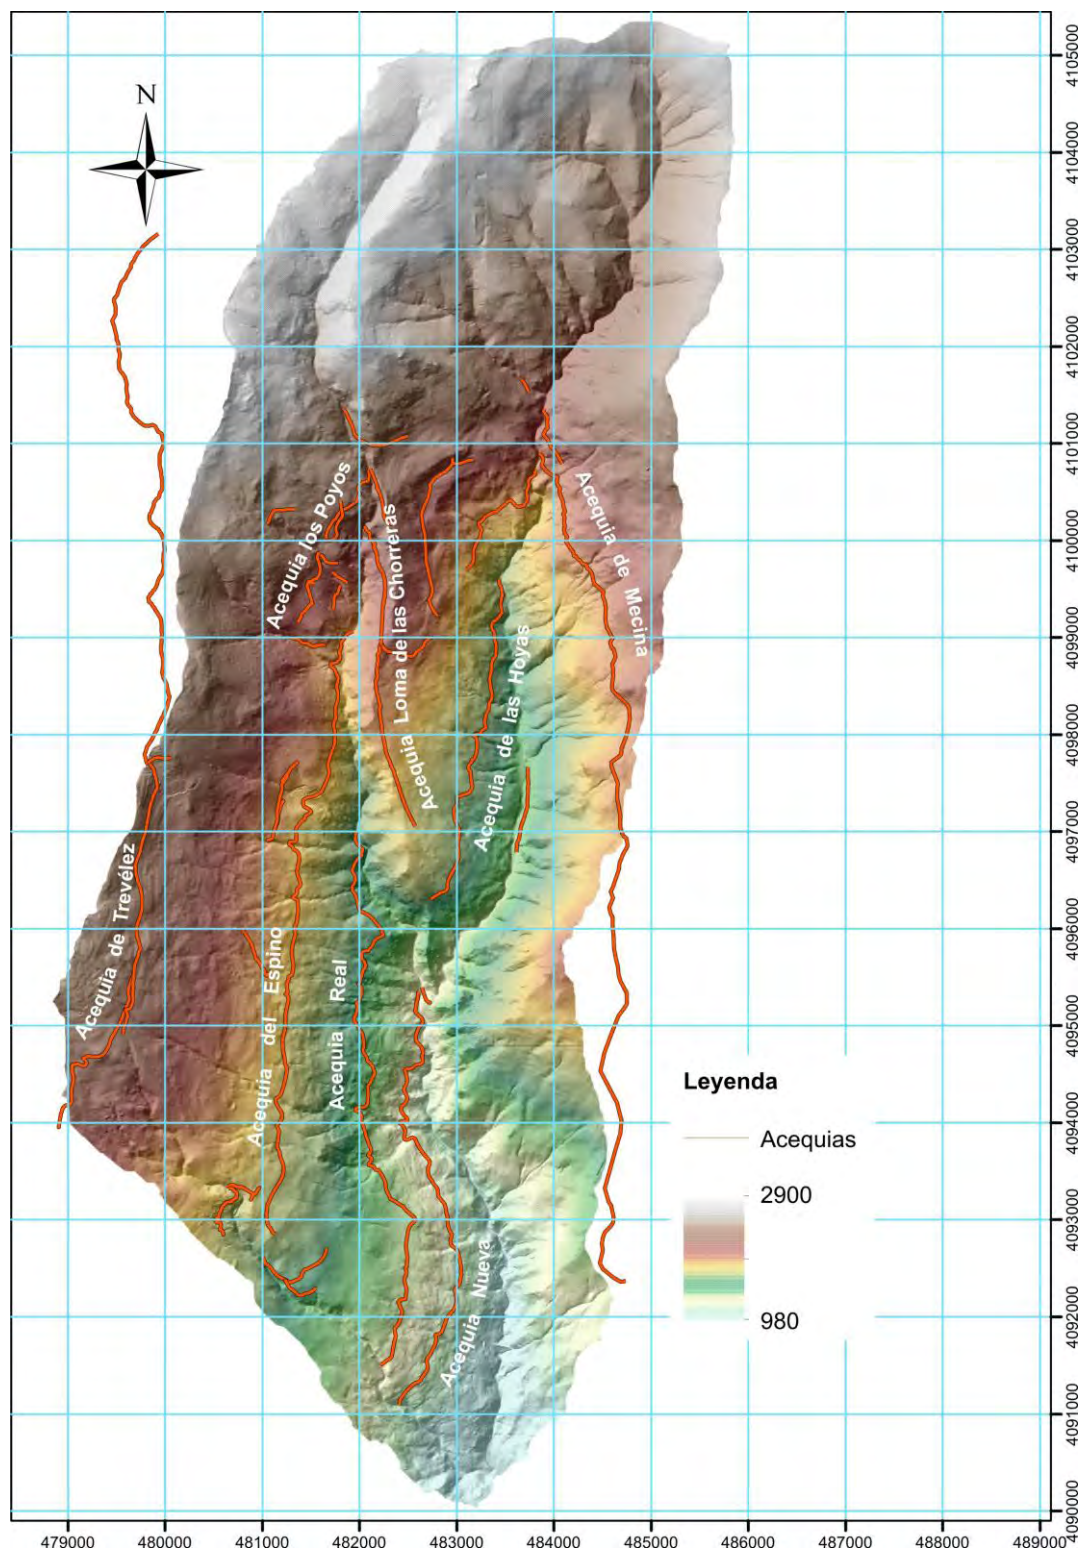 N
Acequia los Poyos
Acequia Loma de las Chorreras
Acequia de Mecina
Acequia de las Hoyas
Acequia de Trevélez
Acequia del Espino
Acequia Real
Acequia Nueva
Leyenda
Acequias
2900
980
4105000
4104000
4103000
4102000
4101000
4100000
4099000
4098000
4097000
4096000
4095000
4094000
4093000
4092000
4091000
4090000
479000 480000 481000 482000 483000 484000 485000 486000 487000 488000 489000